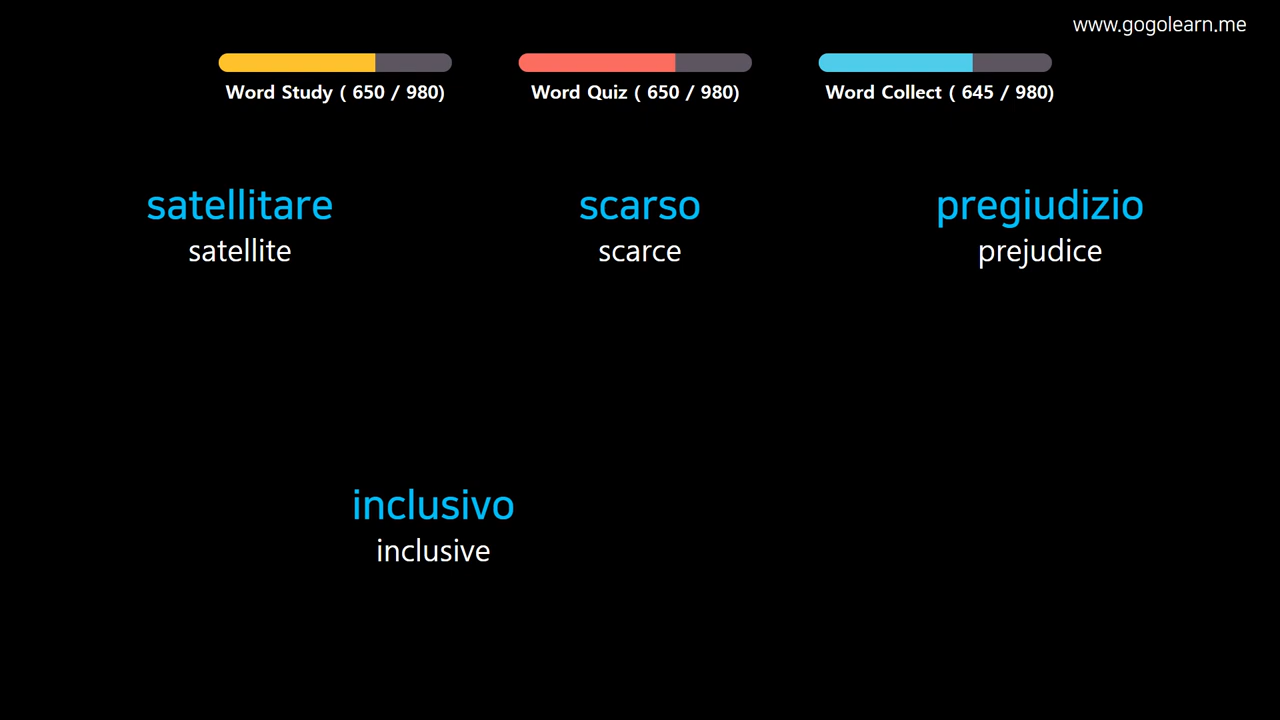 www.gogolearn.me
Word Study ( 650 / 980)
Word Quiz ( 650 / 980)
Word Collect ( 645 / 980)
satellitare
satellite
scarso
scarce
pregiudizio
prejudice
inclusivo
inclusive